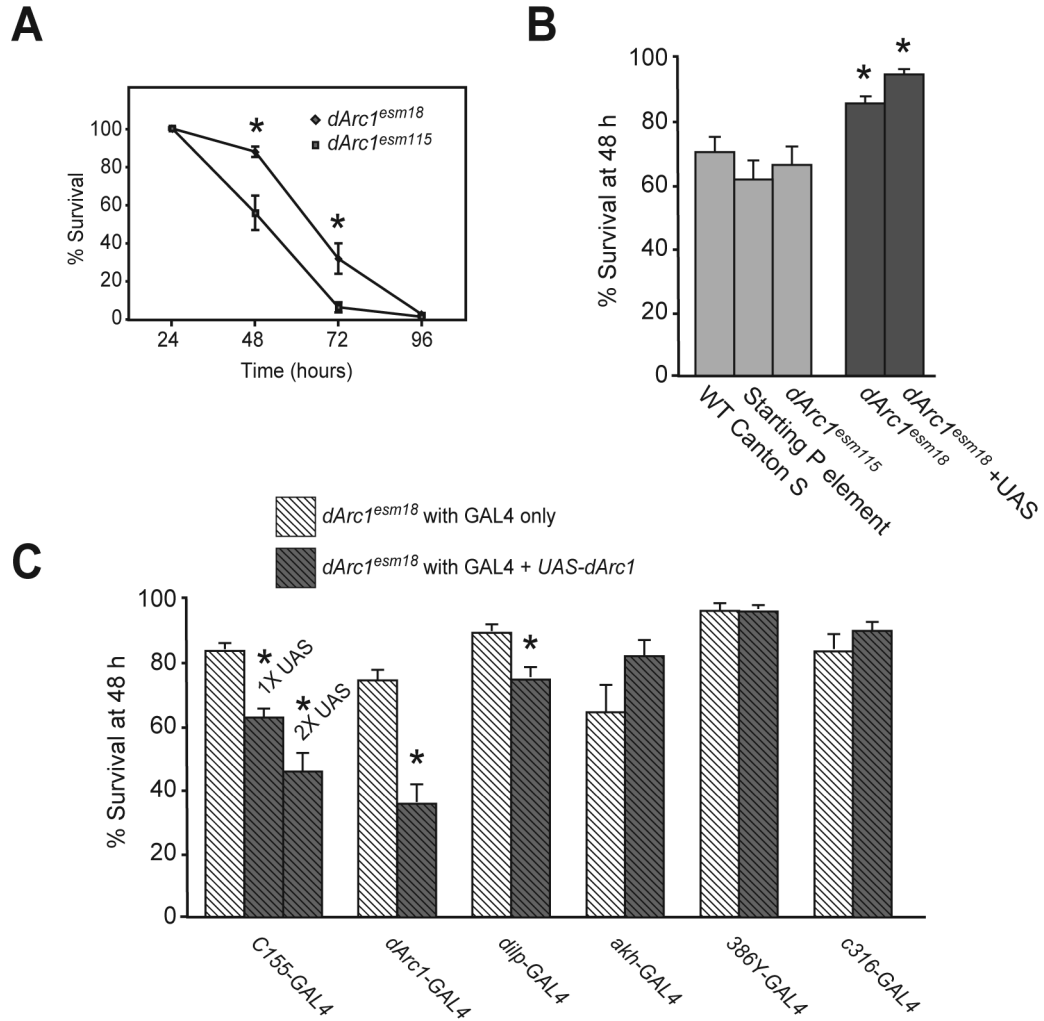 A
% Survival
100
80
60
40
20
0
24 48 72 96
Time (hours)
*
*
dArc1esm18
dArc1esm115
B
% Survival at 48 h
100
80
60
40
20
0
*
*
WT Canton S
Starting P element
dArc1esm115
dArc1esm18
dArc1esm18 +UAS
dArc1esm18 with GAL4 only
dArc1esm18 with GAL4 + UAS-dArc1
C
% Survival at 48 h
100
80
60
40
20
0
*
1X UAS
*
2X UAS
*
*
C155-GAL4
dArc1-GAL4
dilp-GAL4
akh-GAL4
386Y-GAL4
c316-GAL4